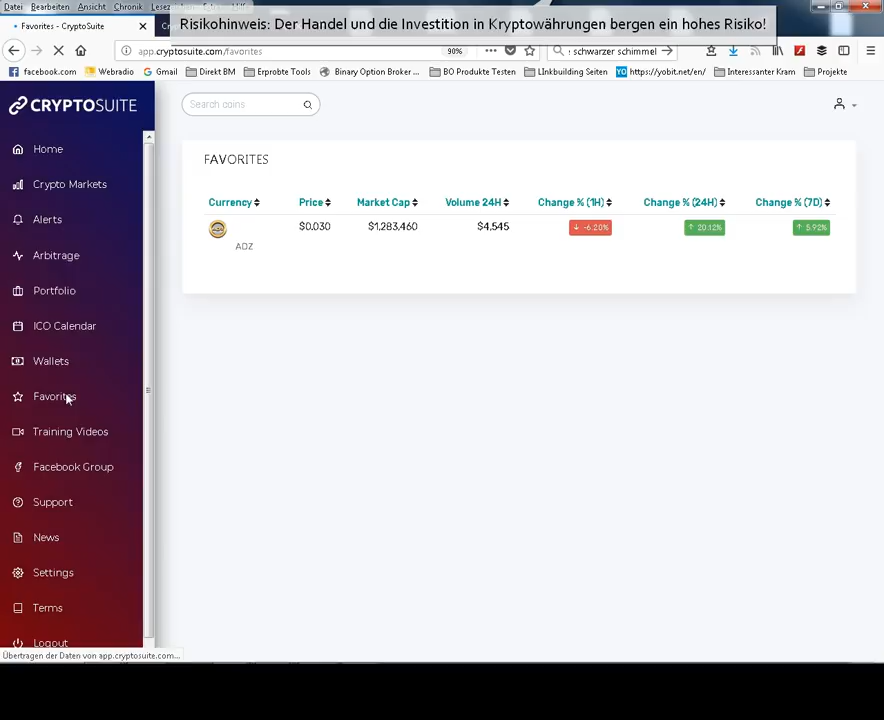 Datei Bearbeiten Ansicht Chronik
Risikohinweis: Der Handel und die Investition in Kryptowährungen bergen ein hohes Risiko!
Favorites - CryptoSuite
app.cryptosuite.com/favorites
90%
: schwarzer schimmel
facebook.com Webradio Gmail Direkt BM Erprobte Tools Binary Option Broker ... BO Produkte Testen LInkbuilding Seiten YO https://yobit.net/en/ Interessanter Kram Projekte
CRYPTOSUITE
Search coins
Home
Crypto Markets
Alerts
Arbitrage
Portfolio
ICO Calendar
Wallets
Favorites
Training Videos
Facebook Group
Support
News
Settings
Terms
Logout
FAVORITES
Currency Price Market Cap Volume 24H Change % (1H) Change % (24H) Change % (7D)
$0,030 $1,283,460 $4,545 ↓ -6.20% ↑ 20.12% ↑ 5.92%
ADZ
Übertragen der Daten von app.cryptosuite.com...